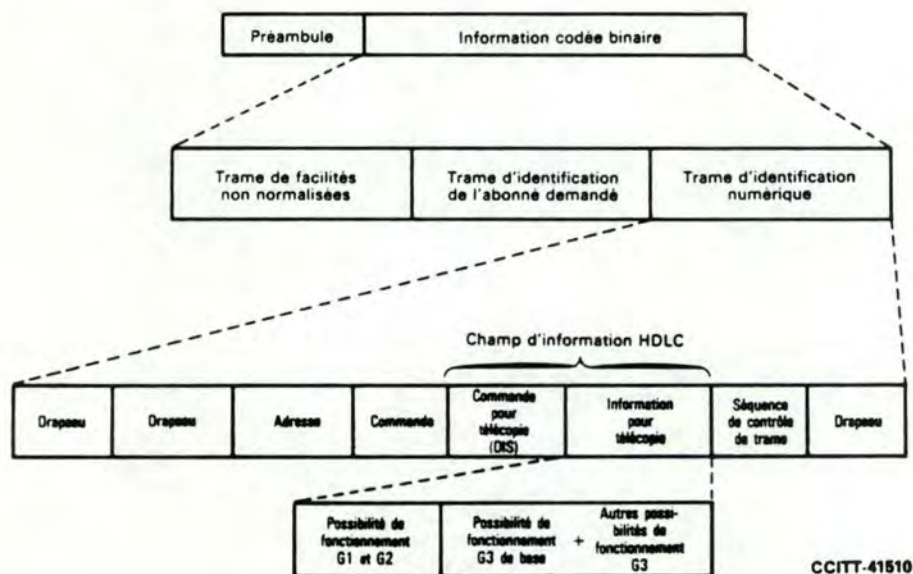 Préambule
Information codée binaire
Trame de facilités
non normalisées
Trame d'identification
de l'abonné demandé
Trame d'identification
numérique
Champ d'information HDLC
Drapeau
Drapeau
Adresse
Commande
Commande
pour
télécopie
(DIS)
Information
pour
télécopie
Séquence
de contrôle
de trame
Drapeau
Possibilité de
fonctionnement
G1 et G2
Possibilité de
fonctionnement
G3 de base
+
Autres possi-
bilités de
fonctionnement
G3
CCITT-41510